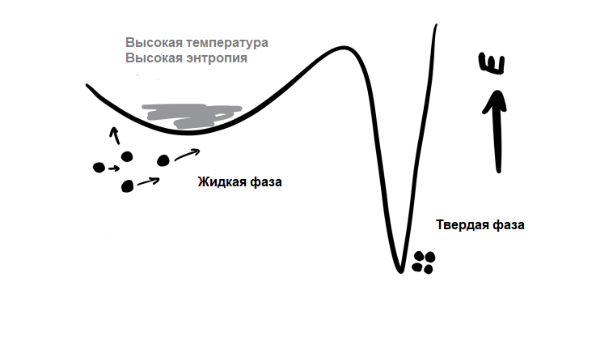 Высокая температура
Высокая энтропия
E
Жидкая фаза
Твердая фаза